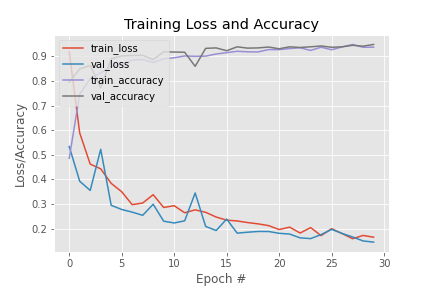 Training Loss and Accuracy
train_loss
val_loss
train_accuracy
val_accuracy
0.9
0.8
0.7
0.6
0.5
0.4
0.3
0.2
Loss/Accuracy
0 5 10 15 20 25 30
Epoch #